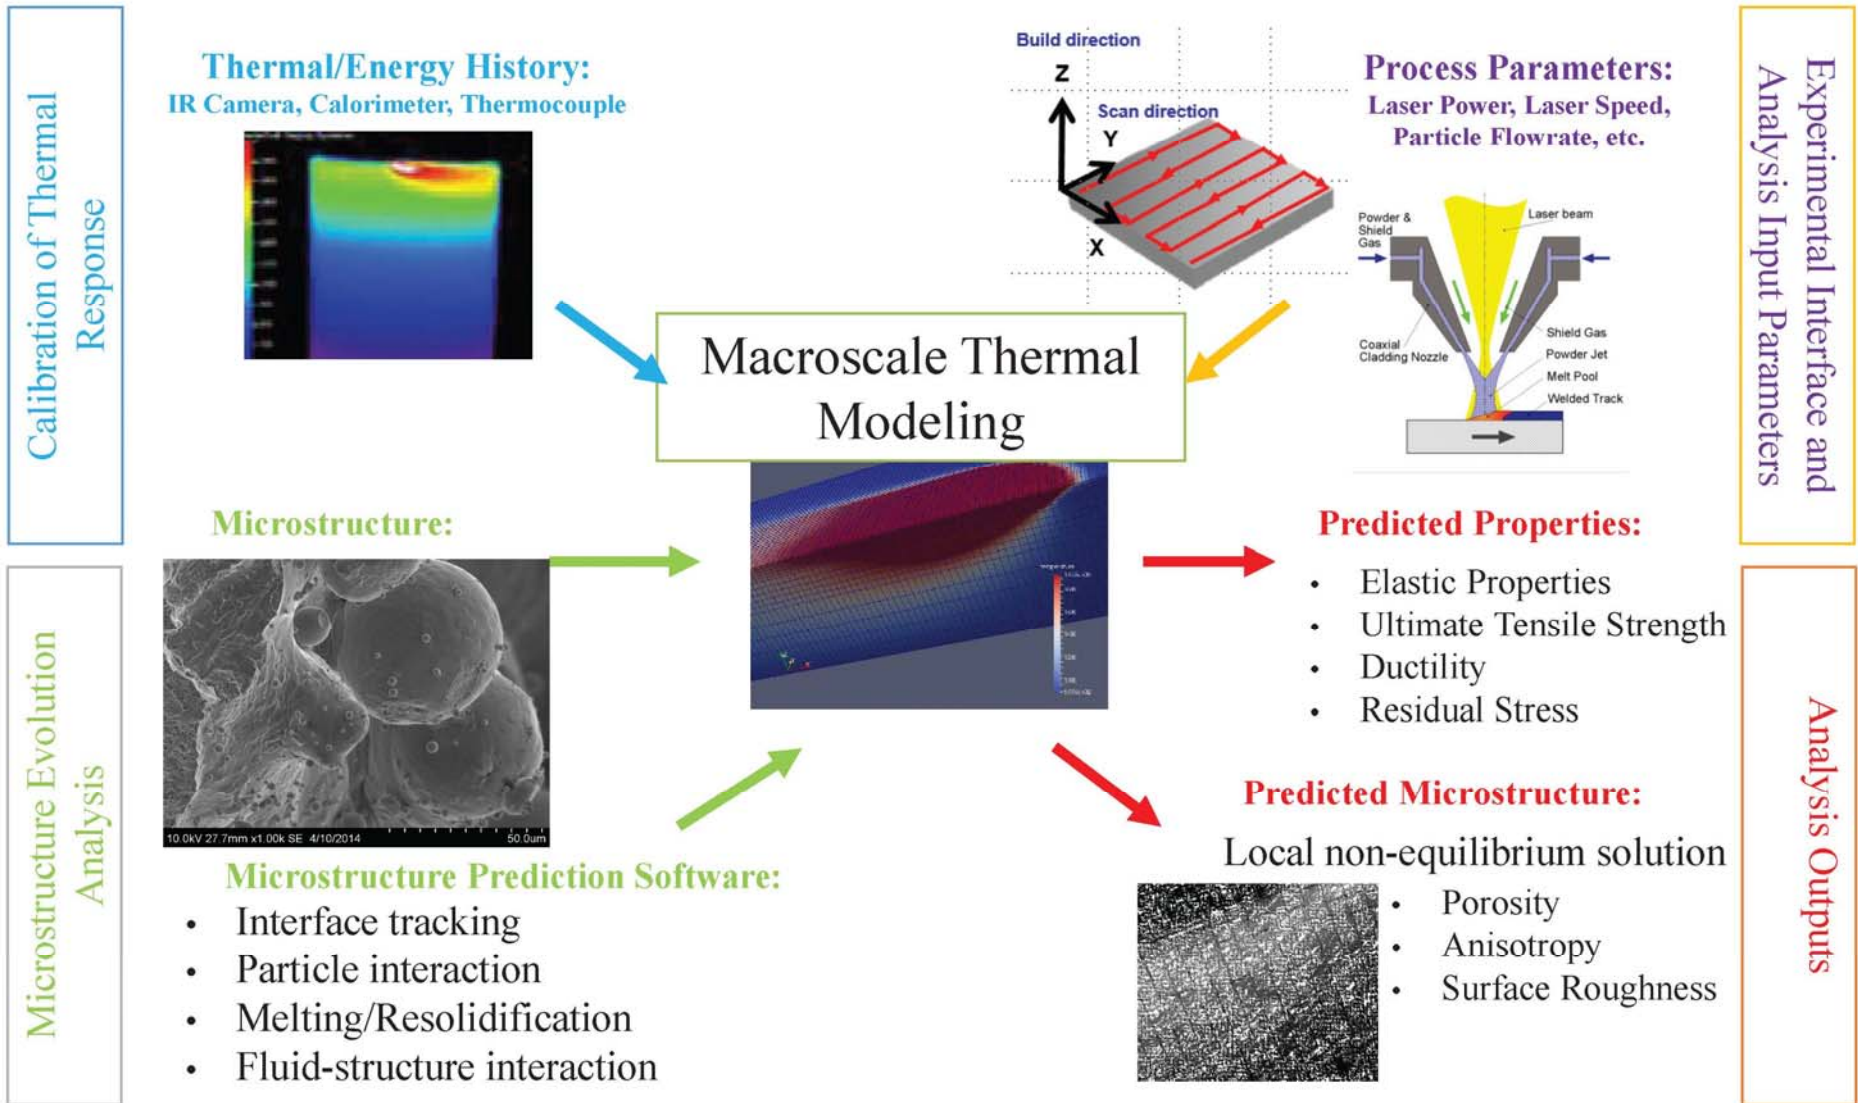 Calibration of Thermal
Response
Thermal/Energy History:
IR Camera, Calorimeter, Thermocouple
Build direction
Z
Scan direction
Y
X
Process Parameters:
Laser Power, Laser Speed,
Particle Flowrate, etc.
Powder &
Shield
Gas
Laser beam
Coaxial
Cladding Nozzle
Shield Gas
Powder Jet
Melt Pool
Welded Track
Experimental Interface and
Analysis Input Parameters
Macroscale Thermal
Modeling
temperature
Microstructure:
10.0kV 27.7mm x1.00k SE 4/10/2014
50.0um
Microstructure Evolution
Analysis
Microstructure Prediction Software:
• Interface tracking
• Particle interaction
• Melting/Resolidification
• Fluid-structure interaction
Predicted Properties:
• Elastic Properties
• Ultimate Tensile Strength
• Ductility
• Residual Stress
Predicted Microstructure:
Local non-equilibrium solution
• Porosity
• Anisotropy
• Surface Roughness
Analysis Outputs